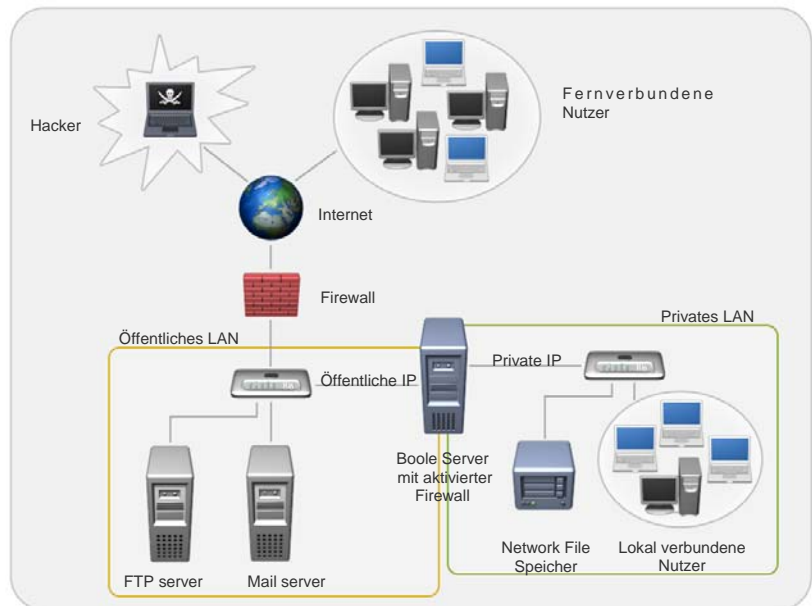 Hacker
Fernverbundene
Nutzer
Internet
Firewall
Öffentliches LAN
Privates LAN
Öffentliche IP
Private IP
Boole Server
mit aktivierter
Firewall
FTP server
Mail server
Network File
Speicher
Lokal verbundene
Nutzer